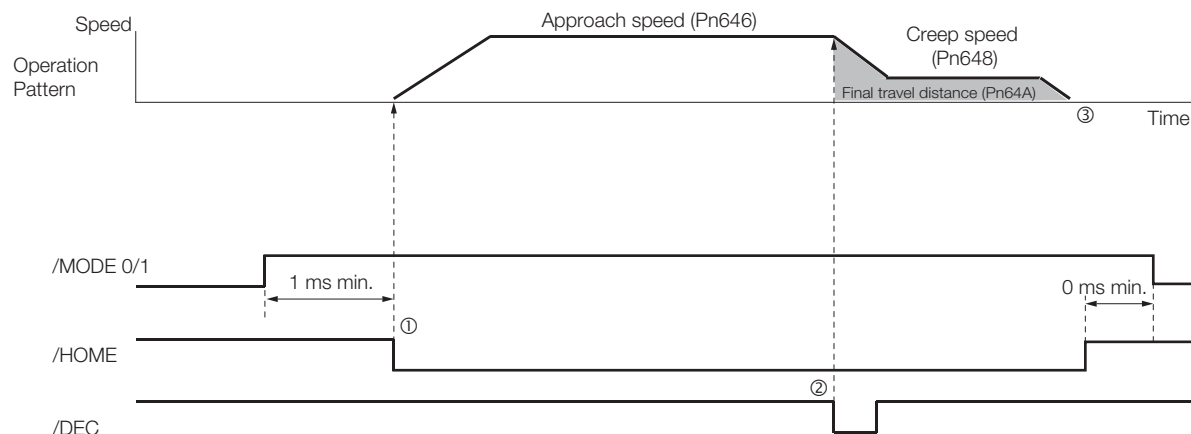 Speed
Approach speed (Pn646)
Creep speed
(Pn648)
Operation
Pattern
Final travel distance (Pn64A)
③
Time
/MODE 0/1
1 ms min.
0 ms min.
①
/HOME
②
/DEC